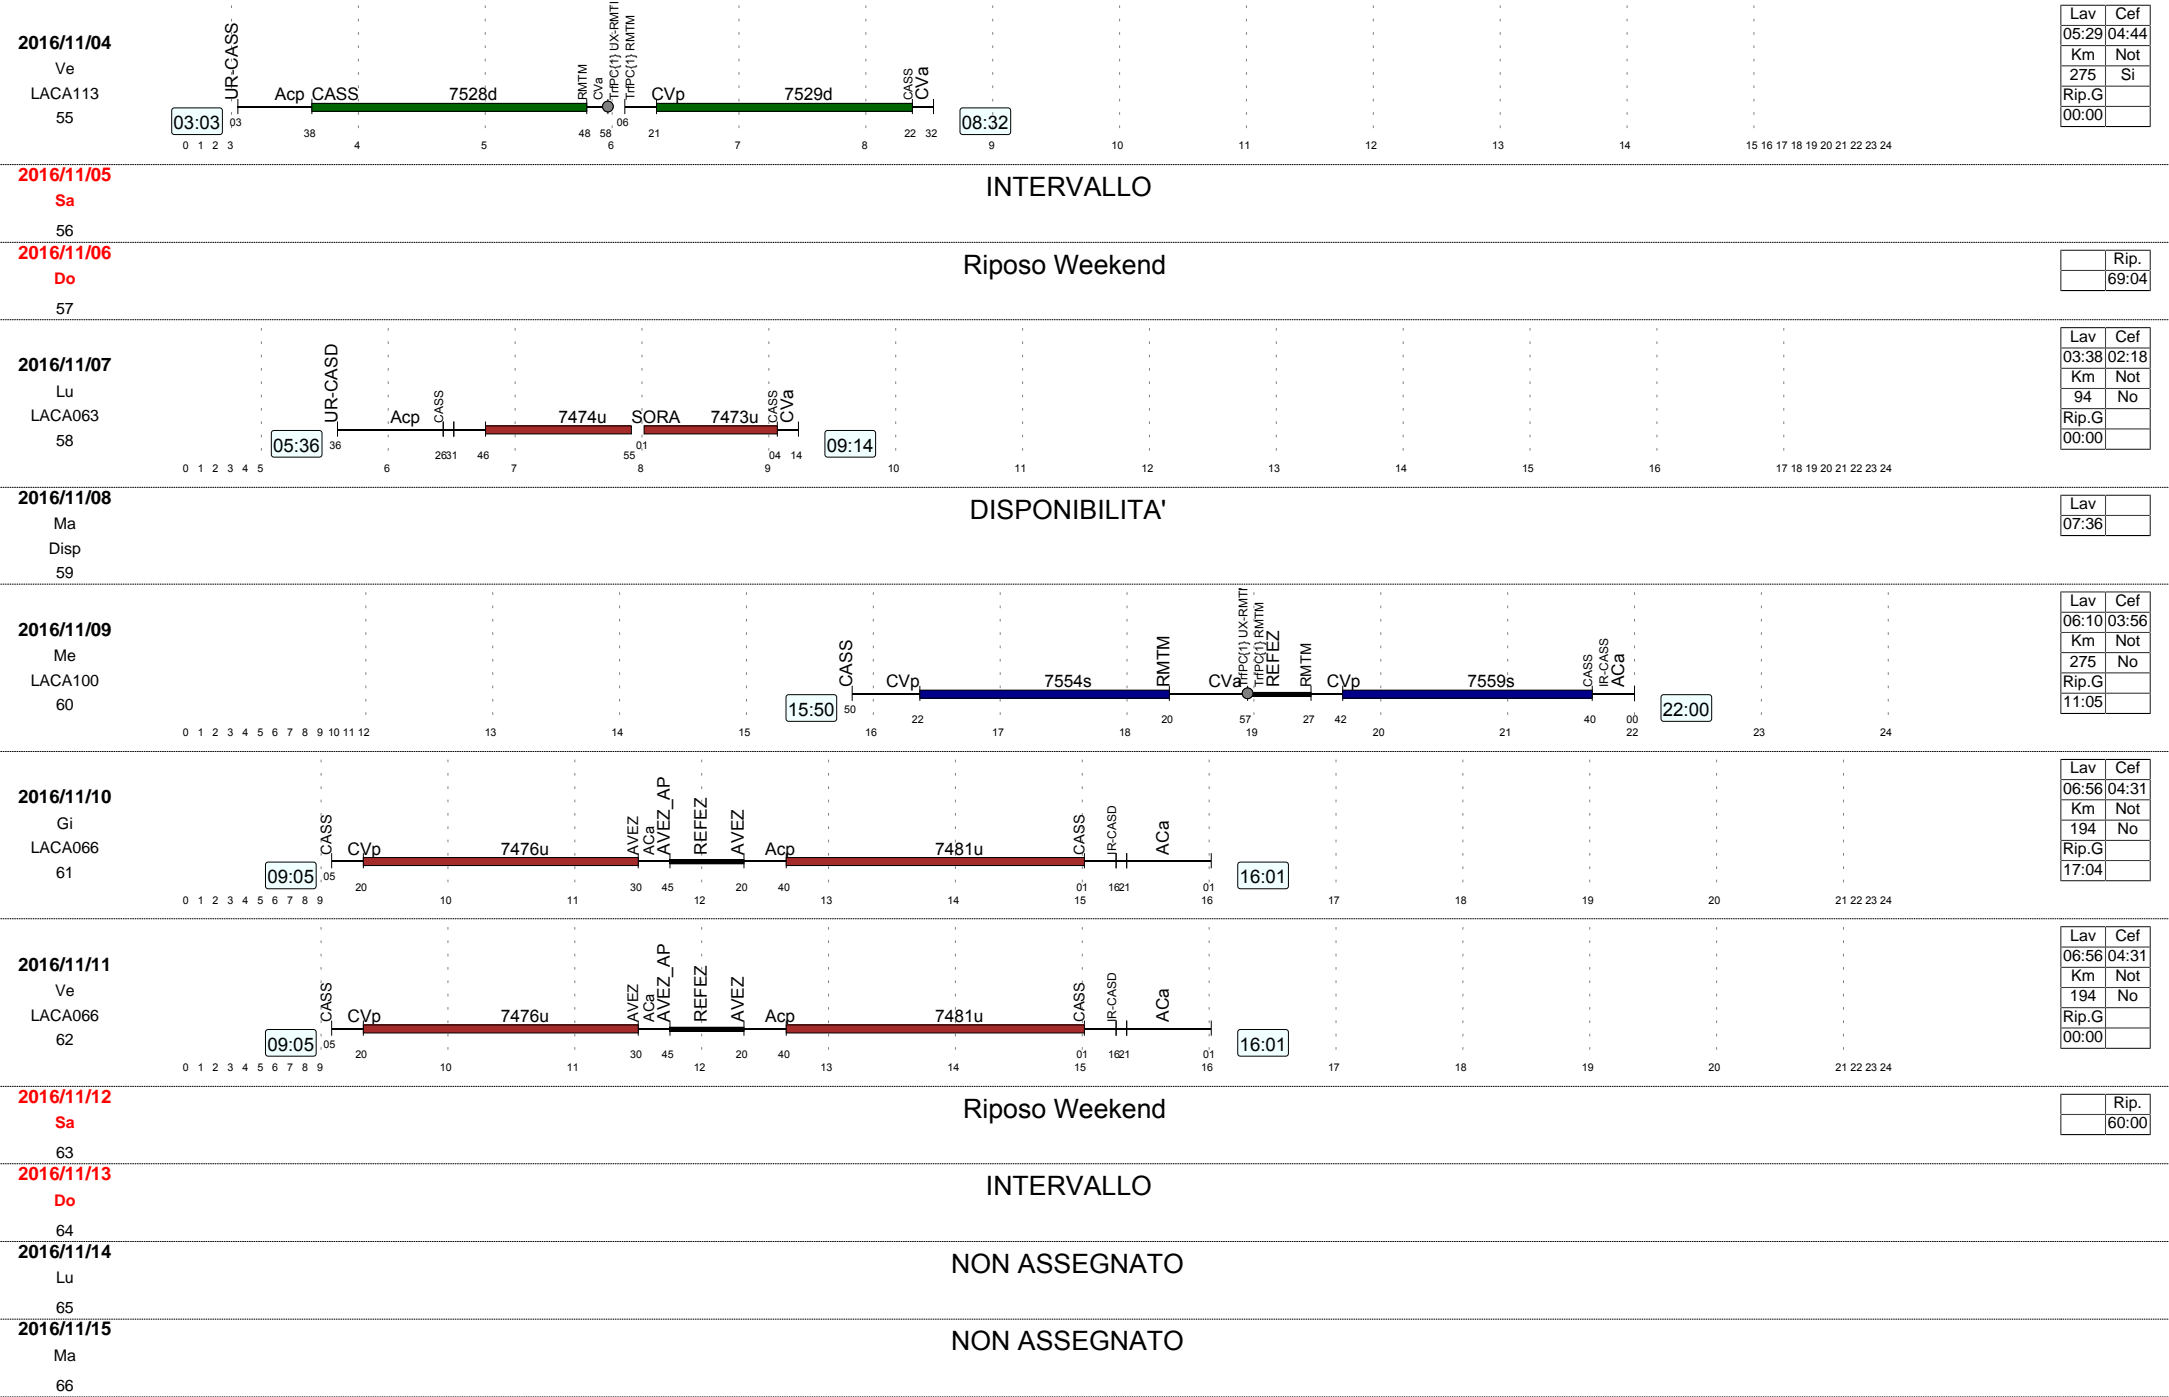 2016/11/04
Ve
LACA113
55
03:03
UR-CASS
Acp CASS 7528d RMTM CVa TrfPC{1} UX-RMTI TrfPC{1} RMTM CVp 7529d CASS CVa
03 38 48 58 06 21 22 32
08:32
0 1 2 3 4 5 6 7 8 9 10 11 12 13 14 15 16 17 18 19 20 21 22 23 24
Lav Cef
05:29 04:44
Km Not
275 Si
Rip.G
00:00
2016/11/05
Sa
56
INTERVALLO
2016/11/06
Do
57
Riposo Weekend
Rip.
69:04
2016/11/07
Lu
LACA063
58
05:36
UR-CASD Acp CASS 7474u SORA 7473u CASS CVa
36 26 31 46 55 01 04 14
09:14
0 1 2 3 4 5 6 7 8 9 10 11 12 13 14 15 16 17 18 19 20 21 22 23 24
Lav Cef
03:38 02:18
Km Not
94 No
Rip.G
00:00
2016/11/08
Ma
Disp
59
DISPONIBILITA'
Lav
07:36
2016/11/09
Me
LACA100
60
15:50
CASS CVp 7554s RMTM CVa TrfPC{1} UX-RMTI TrfPC{1} RMTM REFEZ RMTM CVp 7559s CASS IR-CASS ACa
50 22 20 57 27 42 40 00
22:00
0 1 2 3 4 5 6 7 8 9 10 11 12 13 14 15 16 17 18 19 20 21 22 23 24
Lav Cef
06:10 03:56
Km Not
275 No
Rip.G
11:05
2016/11/10
Gi
LACA066
61
09:05
CASS CVp 7476u AVEZ ACa AVEZ_AP REFEZ AVEZ Acp 7481u CASS IR-CASD ACa
05 20 30 45 20 40 01 16 21 01
16:01
0 1 2 3 4 5 6 7 8 9 10 11 12 13 14 15 16 17 18 19 20 21 22 23 24
Lav Cef
06:56 04:31
Km Not
194 No
Rip.G
17:04
2016/11/11
Ve
LACA066
62
09:05
CASS CVp 7476u AVEZ ACa AVEZ_AP REFEZ AVEZ Acp 7481u CASS IR-CASD ACa
05 20 30 45 20 40 01 16 21 01
16:01
0 1 2 3 4 5 6 7 8 9 10 11 12 13 14 15 16 17 18 19 20 21 22 23 24
Lav Cef
06:56 04:31
Km Not
194 No
Rip.G
00:00
2016/11/12
Sa
63
Riposo Weekend
Rip.
60:00
2016/11/13
Do
64
INTERVALLO
2016/11/14
Lu
65
NON ASSEGNATO
2016/11/15
Ma
66
NON ASSEGNATO